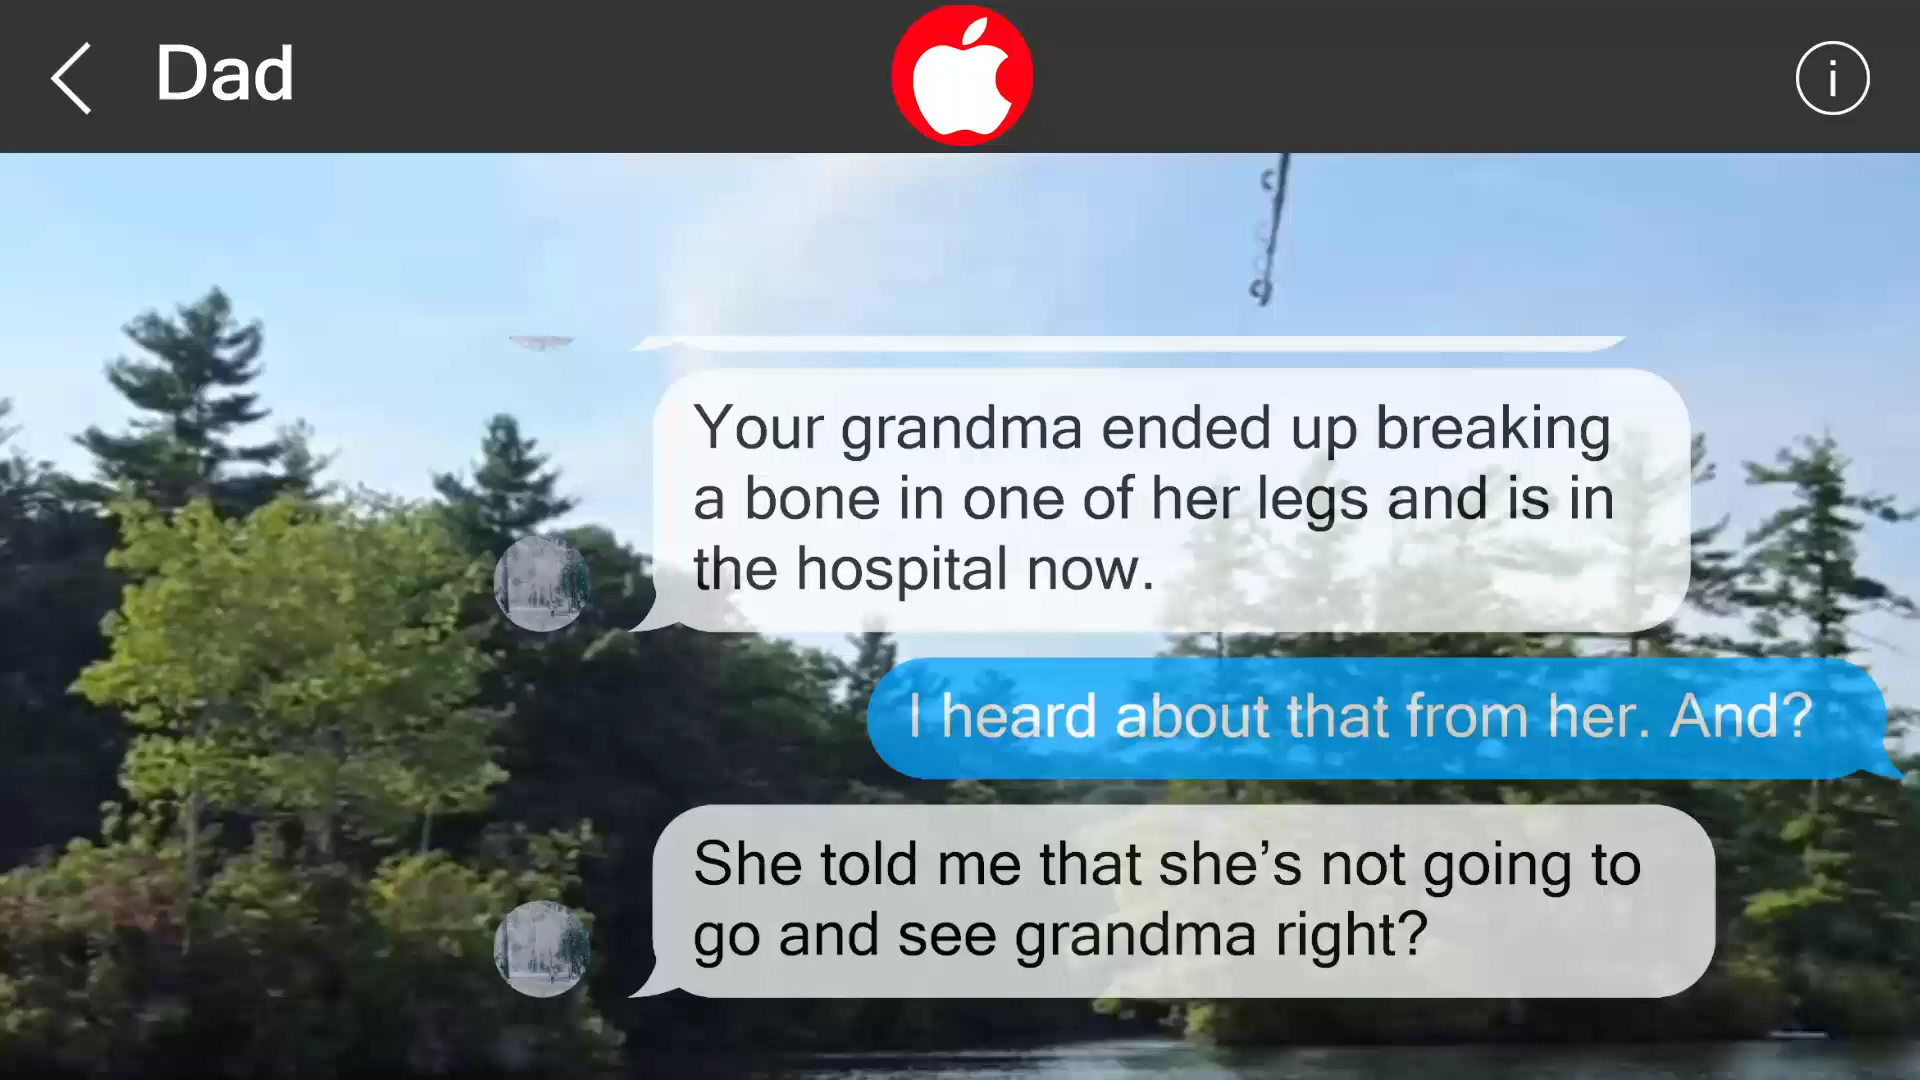 Dad
Your grandma ended up breaking
a bone in one of her legs and is in
the hospital now.
I heard about that from her. And?
She told me that she’s not going to
go and see grandma right?